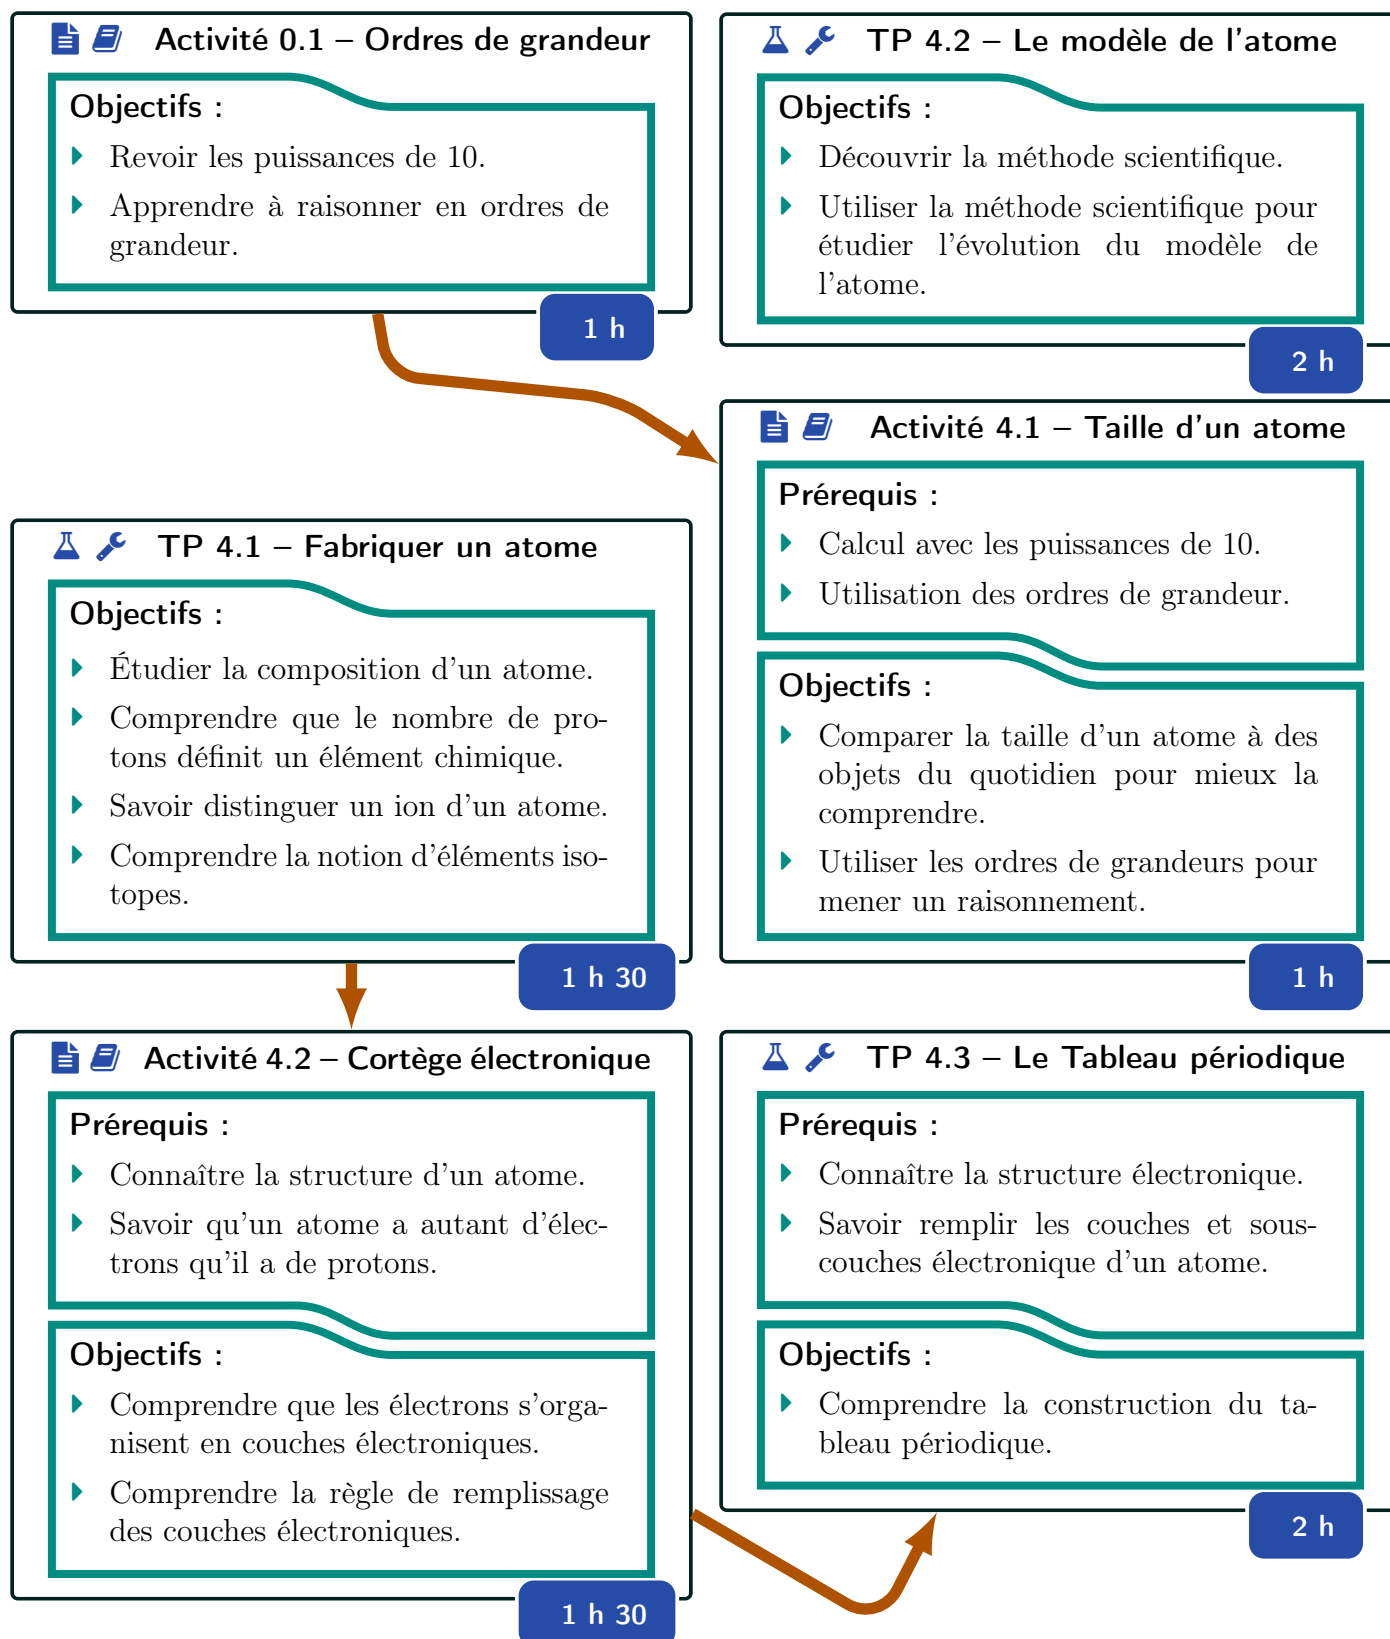 Activité 0.1 – Ordres de grandeur
Objectifs :
Revoir les puissances de 10.
Apprendre à raisonner en ordres de
grandeur.
1 h
TP 4.2 – Le modèle de l'atome
Objectifs :
Découvrir la méthode scientifique.
Utiliser la méthode scientifique pour
étudier l'évolution du modèle de
l'atome.
2 h
Activité 4.1 – Taille d'un atome
Prérequis :
Calcul avec les puissances de 10.
Utilisation des ordres de grandeur.
Objectifs :
Comparer la taille d'un atome à des
objets du quotidien pour mieux la
comprendre.
Utiliser les ordres de grandeurs pour
mener un raisonnement.
1 h
TP 4.1 – Fabriquer un atome
Objectifs :
Étudier la composition d'un atome.
Comprendre que le nombre de pro-
tons définit un élément chimique.
Savoir distinguer un ion d'un atome.
Comprendre la notion d'éléments iso-
topes.
1 h 30
Activité 4.2 – Cortège électronique
Prérequis :
Connaître la structure d'un atome.
Savoir qu'un atome a autant d'élec-
trons qu'il a de protons.
Objectifs :
Comprendre que les électrons s'orga-
nisent en couches électroniques.
Comprendre la règle de remplissage
des couches électroniques.
1 h 30
TP 4.3 – Le Tableau périodique
Prérequis :
Connaître la structure électronique.
Savoir remplir les couches et sous-
couches électronique d'un atome.
Objectifs :
Comprendre la construction du ta-
bleau périodique.
2 h